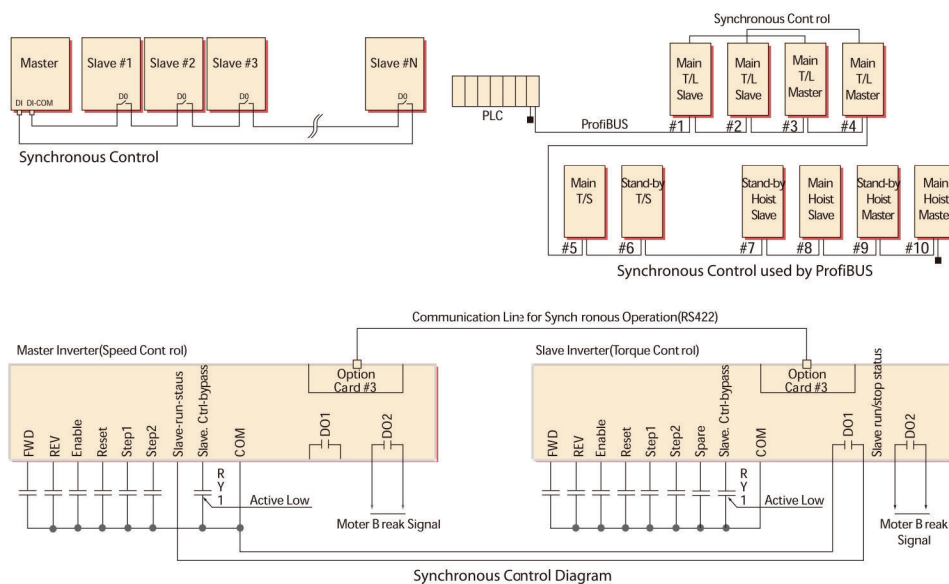 Master
Slave #1
Slave #2
Slave #3
Slave #N
DI DI-COM
D0
D0
D0
D0
Synchronous Control
Synchronous Cont rol
Main
T/L
Slave
Main
T/L
Slave
Main
T/L
Master
Main
T/L
Master
PLC
ProfiBUS
#1
#2
#3
#4
Main
T/S
Stand-by
T/S
Stand-by
Hoist
Slave
Main
Hoist
Slave
Stand-by
Hoist
Master
Main
Hoist
Master
#5
#6
#7
#8
#9
#10
Synchronous Control used by ProfiBUS
Communication Line for Synch ronous Operation(RS422)
Master Inverter(Speed Cont rol)
Option
Card #3
FWD
REV
Enable
Reset
Step1
Step2
Slave-run-staus
Slave. Ctrl-bypass
COM
DO1
DO2
R
Y
1
Active Low
Moter B reak Signal
Slave Inverter(Torque Cont rol)
Option
Card #3
FWD
REV
Enable
Reset
Step1
Step2
Spare
Slave. Ctrl-bypass
COM
DO1
Slave run/stop status
DO2
R
Y
1
Active Low
Moter B reak
Signal
Synchronous Control Diagram